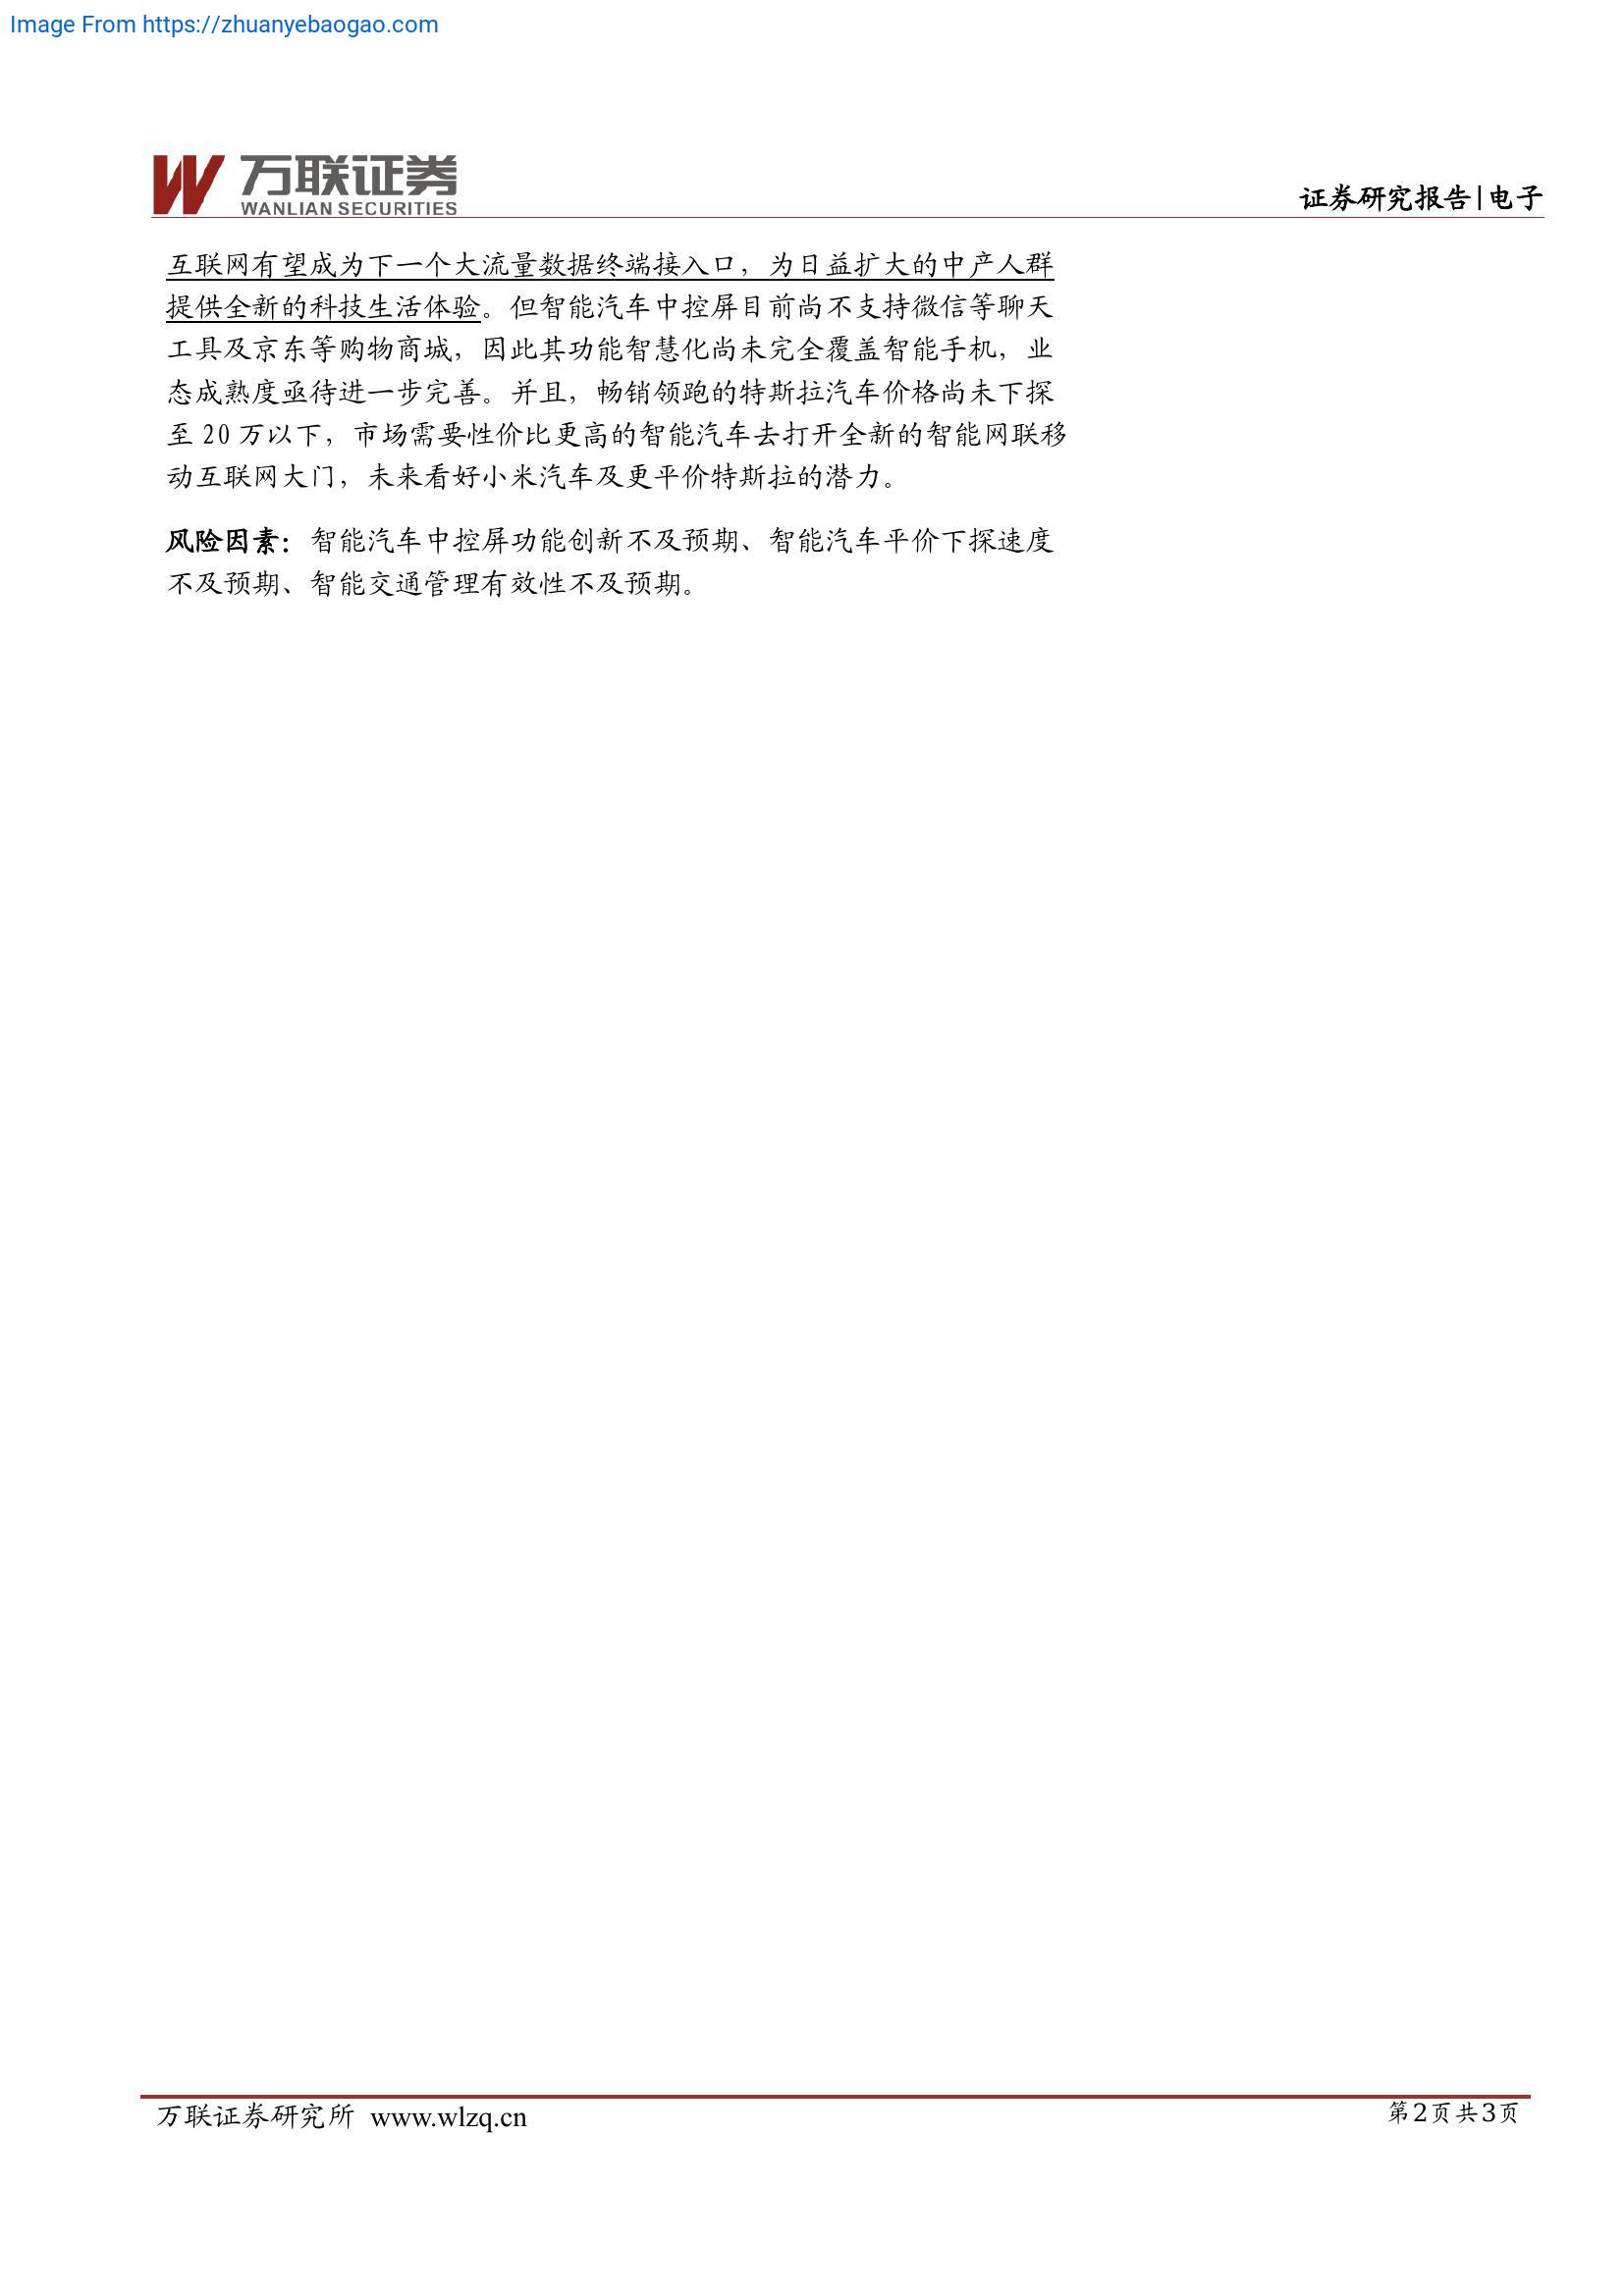 Image From https://zhuanyebaogao.com
万联证券
WANLIAN SECURITIES
证券研究报告|电子
互联网有望成为下一个大流量数据终端接入口，为日益扩大的中产人群
提供全新的科技生活体验。但智能汽车中控屏目前尚不支持微信等聊天
工具及京东等购物商城，因此其功能智慧化尚未完全覆盖智能手机，业
态成熟度亟待进一步完善。并且，畅销领跑的特斯拉汽车价格尚未下探
至 20 万以下，市场需要性价比更高的智能汽车去打开全新的智能网联移
动互联网大门，未来看好小米汽车及更平价特斯拉的潜力。
风险因素：智能汽车中控屏功能创新不及预期、智能汽车平价下探速度
不及预期、智能交通管理有效性不及预期。
万联证券研究所 www.wlzq.cn
第2页共3页